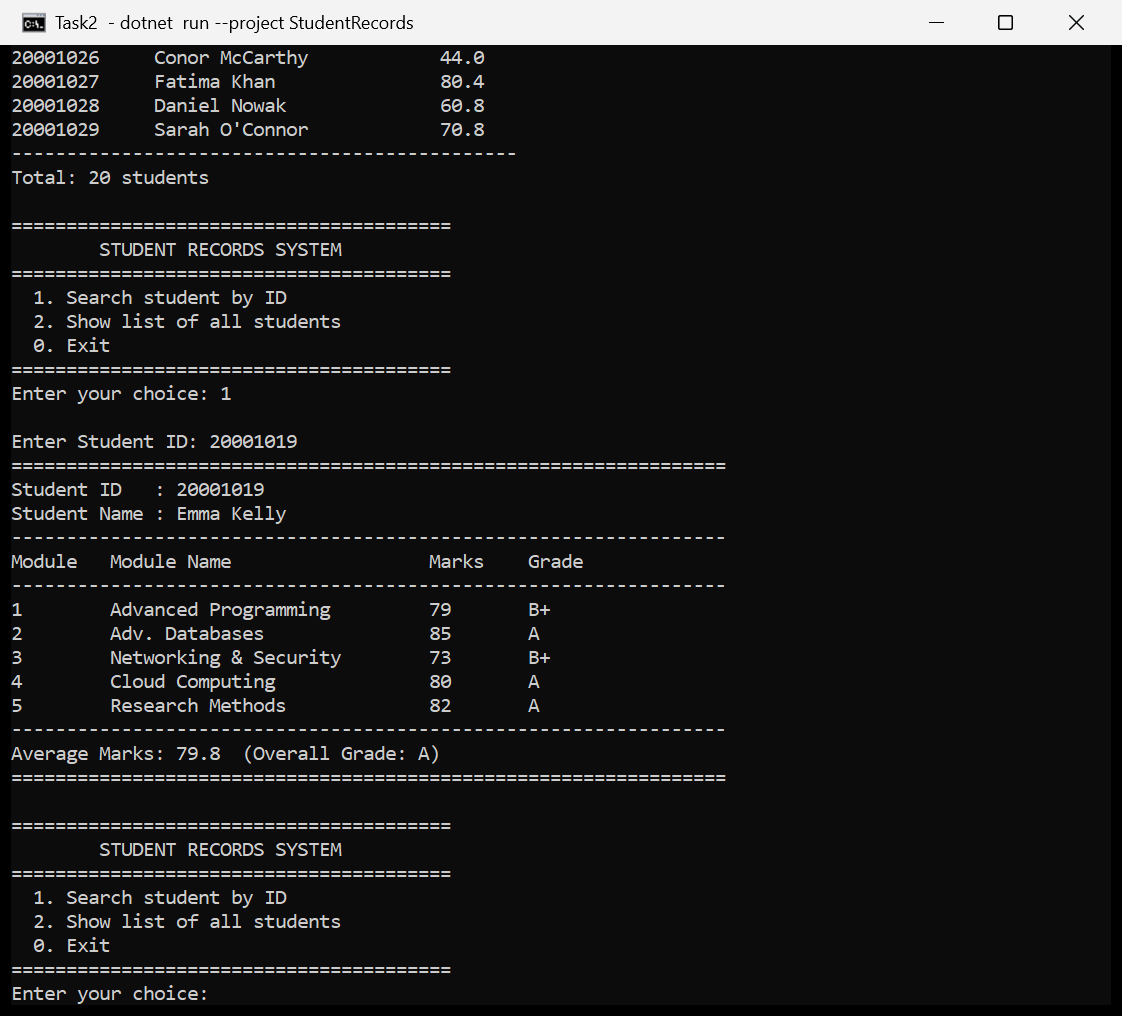 Task2 - dotnet run --project StudentRecords
20001026     Conor McCarthy            44.0
20001027     Fatima Khan               80.4
20001028     Daniel Nowak              60.8
20001029     Sarah O'Connor            70.8
----------------------------------------------
Total: 20 students
========================================
        STUDENT RECORDS SYSTEM
========================================
  1. Search student by ID
  2. Show list of all students
  0. Exit
========================================
Enter your choice: 1
Enter Student ID: 20001019
=================================================================
Student ID   : 20001019
Student Name : Emma Kelly
-----------------------------------------------------------------
Module   Module Name                  Marks    Grade
-----------------------------------------------------------------
1        Advanced Programming         79       B+
2        Adv. Databases               85       A
3        Networking & Security        73       B+
4        Cloud Computing              80       A
5        Research Methods             82       A
-----------------------------------------------------------------
Average Marks: 79.8  (Overall Grade: A)
=================================================================
========================================
        STUDENT RECORDS SYSTEM
========================================
  1. Search student by ID
  2. Show list of all students
  0. Exit
========================================
Enter your choice: